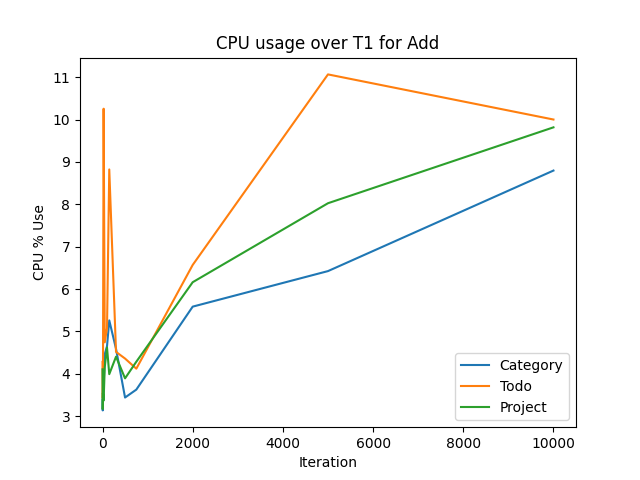 CPU usage over T1 for Add
11
10
9
8
7
6
5
4
3
CPU % Use
0 2000 4000 6000 8000 10000
Iteration
Category
Todo
Project